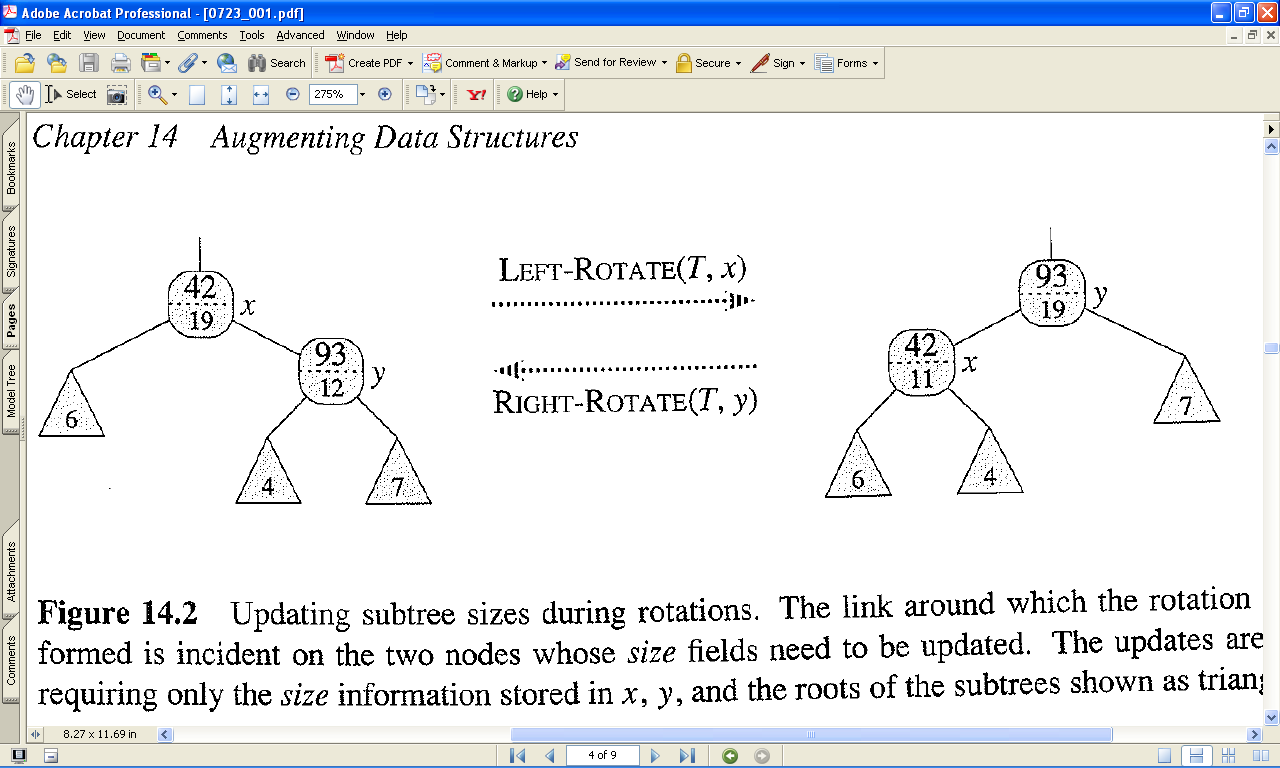 Adobe Acrobat Professional - [0723_001.pdf]
File Edit View Document Comments Tools Advanced Window Help
Search Create PDF Comment & Markup Send for Review Secure Sign Forms
Select 275% Y! Help
Bookmarks
Signatures
Pages
Model Tree
Attachments
Comments
Chapter 14 Augmenting Data Structures
42
19
x
93
12
y
6
4
7
LEFT-ROTATE(T, x)
RIGHT-ROTATE(T, y)
93
19
y
42
11
x
6
4
7
Figure 14.2 Updating subtree sizes during rotations. The link around which the rotation
formed is incident on the two nodes whose size fields need to be updated. The updates are
requiring only the size information stored in x, y, and the roots of the subtrees shown as triang
8.27 x 11.69 in
4 of 9